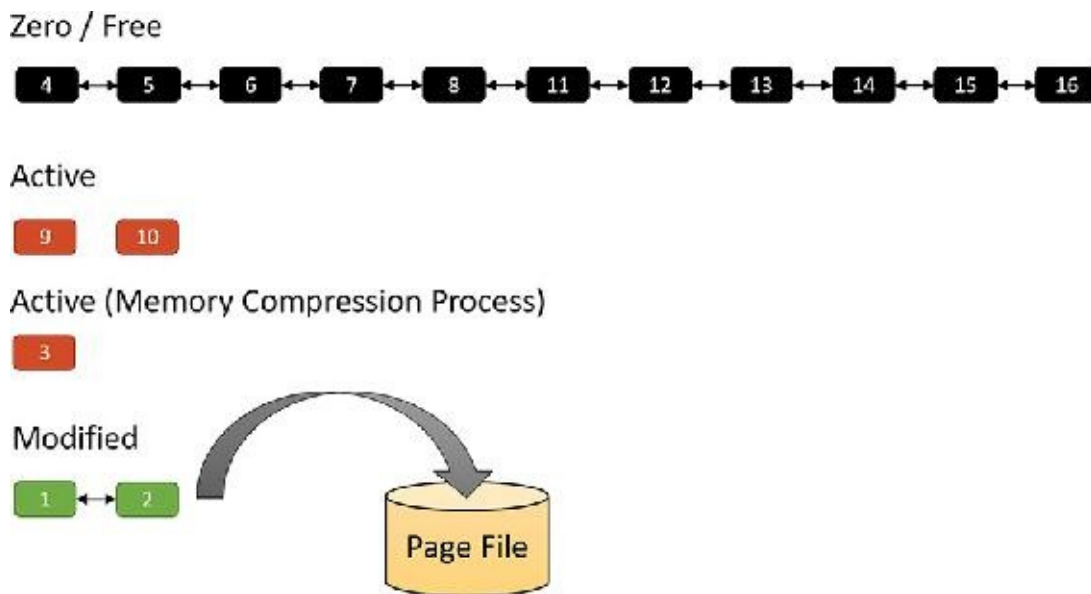 Zero / Free
4 5 6 7 8 11 12 13 14 15 16
Active
9 10
Active (Memory Compression Process)
3
Modified
1 2
Page File